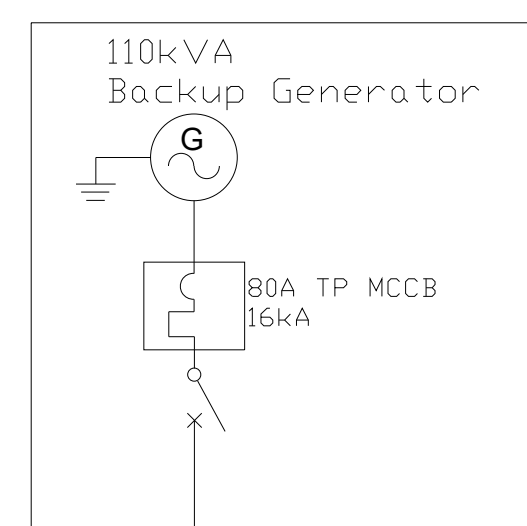 110kVA
Backup Generator
G
80A TP MCCB
16kA